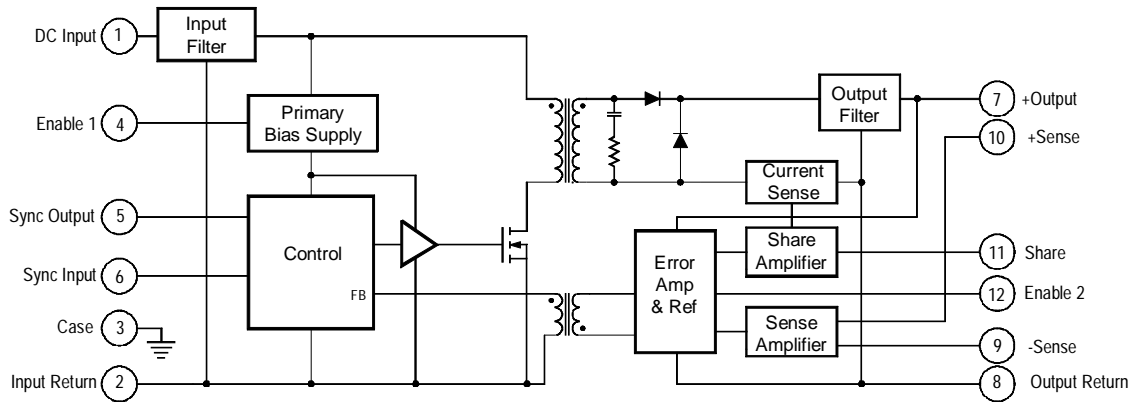 DC Input 1
Input
Filter
Enable 1 4
Primary
Bias Supply
Sync Output 5
Sync Input 6
Control
FB
Case 3
Input Return 2
Output
Filter
7 +Output
10 +Sense
Current
Sense
Share
Amplifier
11 Share
Error
Amp
& Ref
12 Enable 2
Sense
Amplifier
9 -Sense
8 Output Return